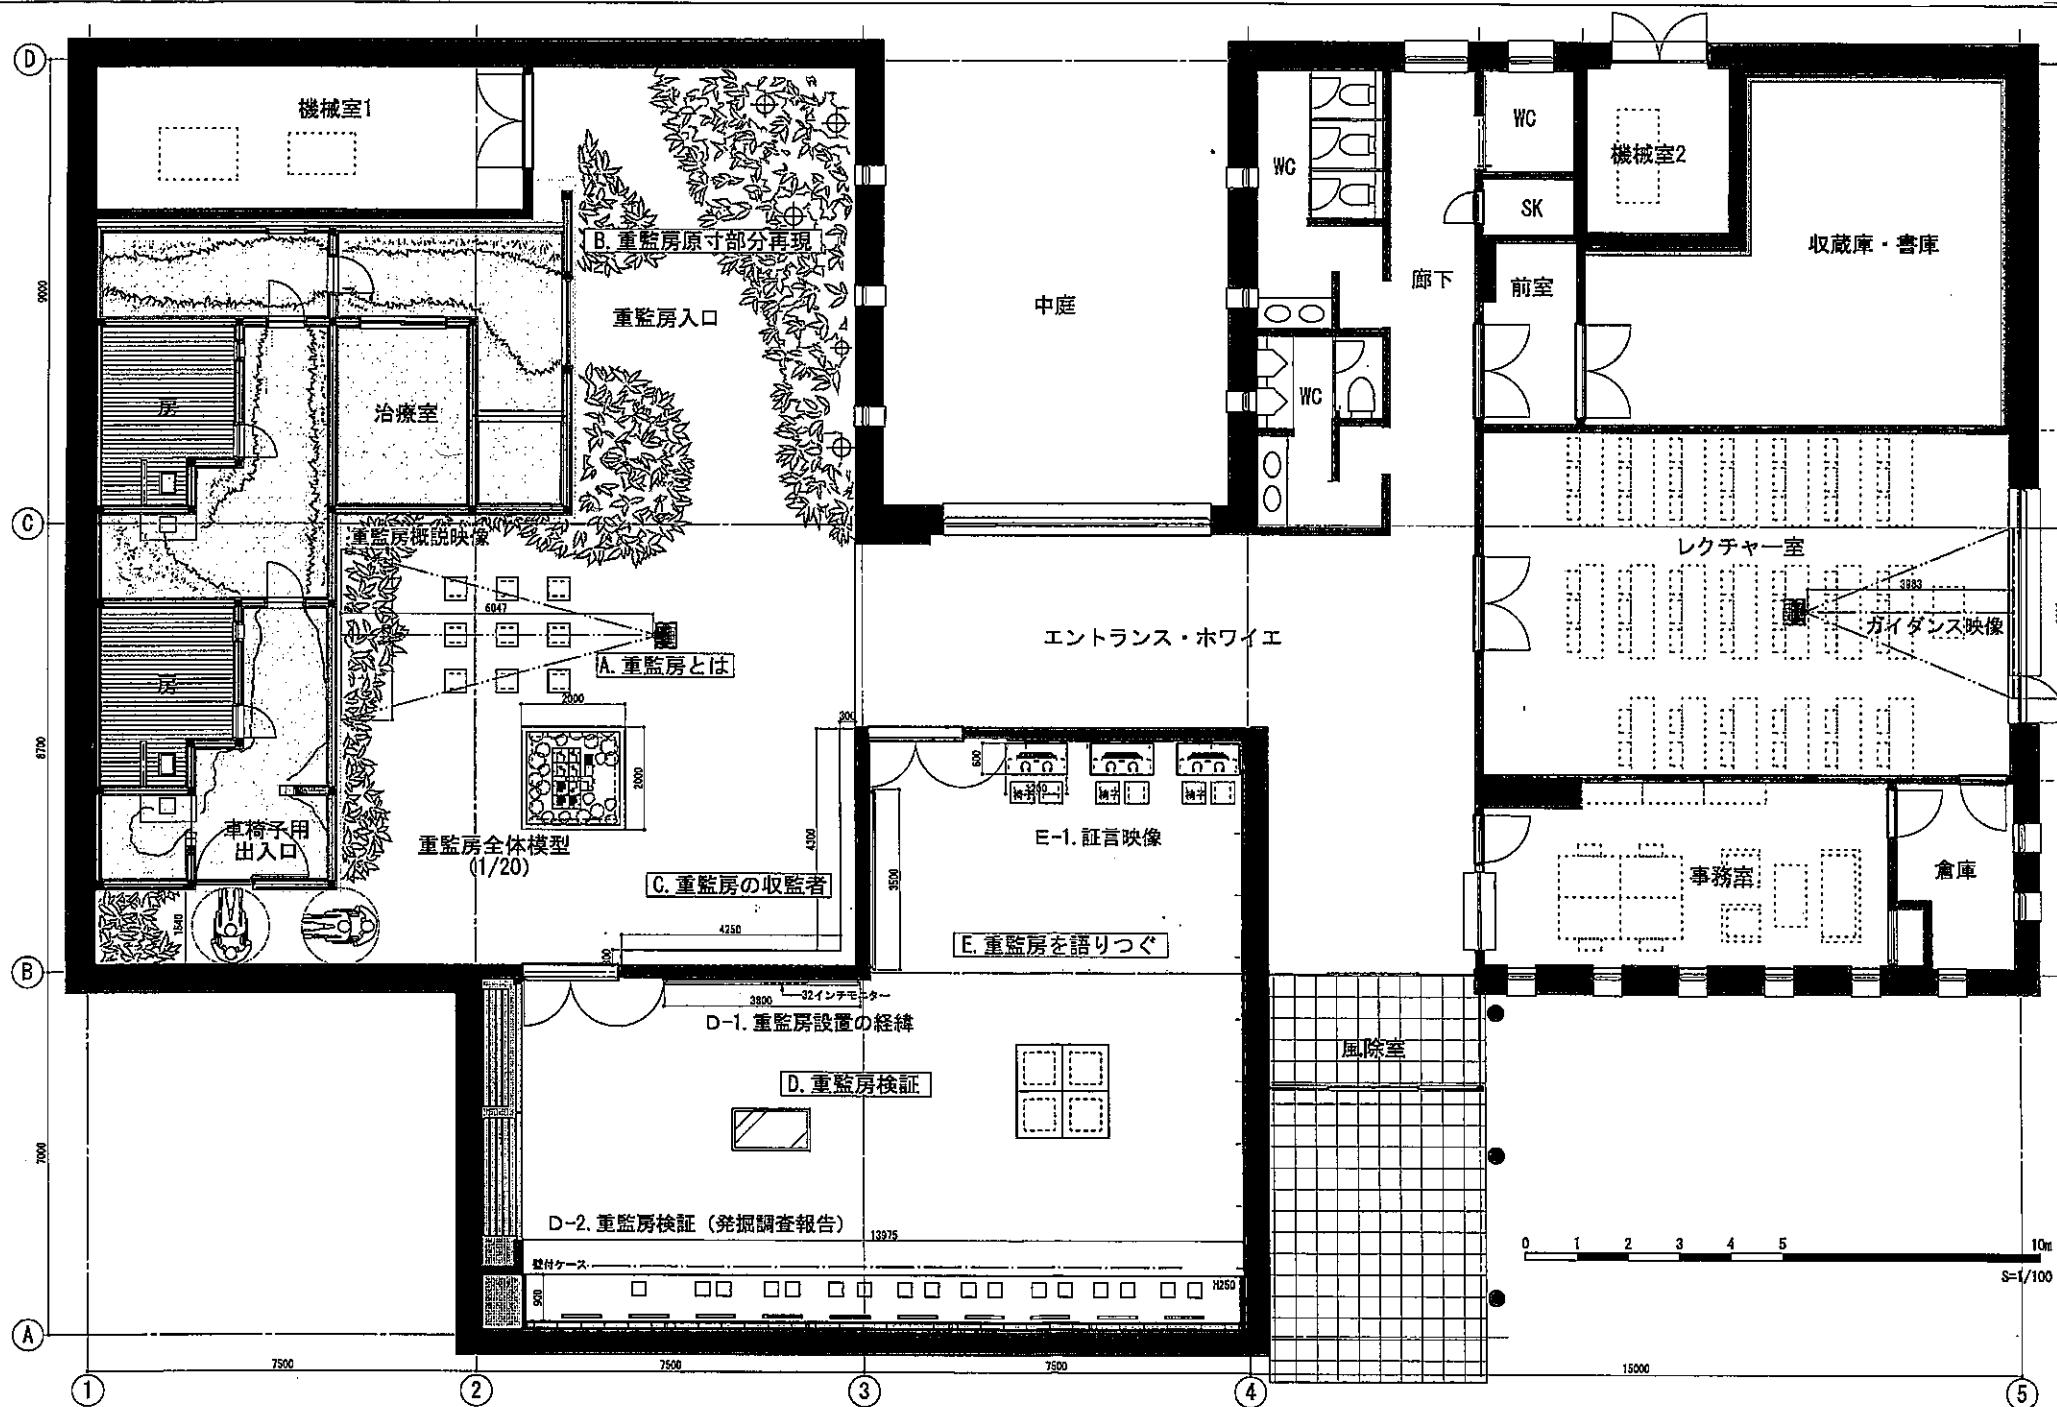 D
機械室1
WC
WC
機械室2
SK
B. 重監房原寸部分再現
収蔵庫・書庫
9000
中庭
廊下
前室
重監房入口
房
治療室
WC
C
重監房概説映像
レクチャー室
3983
6047
エントランス・ホワイエ
ガイダンス映像
A. 重監房とは
房
2000
300
8700
600
2000
椅子
椅子
椅子
車椅子用
出入口
重監房全体模型
(1/20)
4300
E-1. 証言映像
3500
事務室
倉庫
C. 重監房の収監者
1540
4250
E. 重監房を語りつぐ
B
32インチモニター
3800
D-1. 重監房設置の経緯
風除室
D. 重監房検証
7000
D-2. 重監房検証（発掘調査報告）
13975
0 1 2 3 4 5 10m
壁付ケース
S=1/100
900
H250
A
7500
7500
7500
15000
1
2
3
4
5